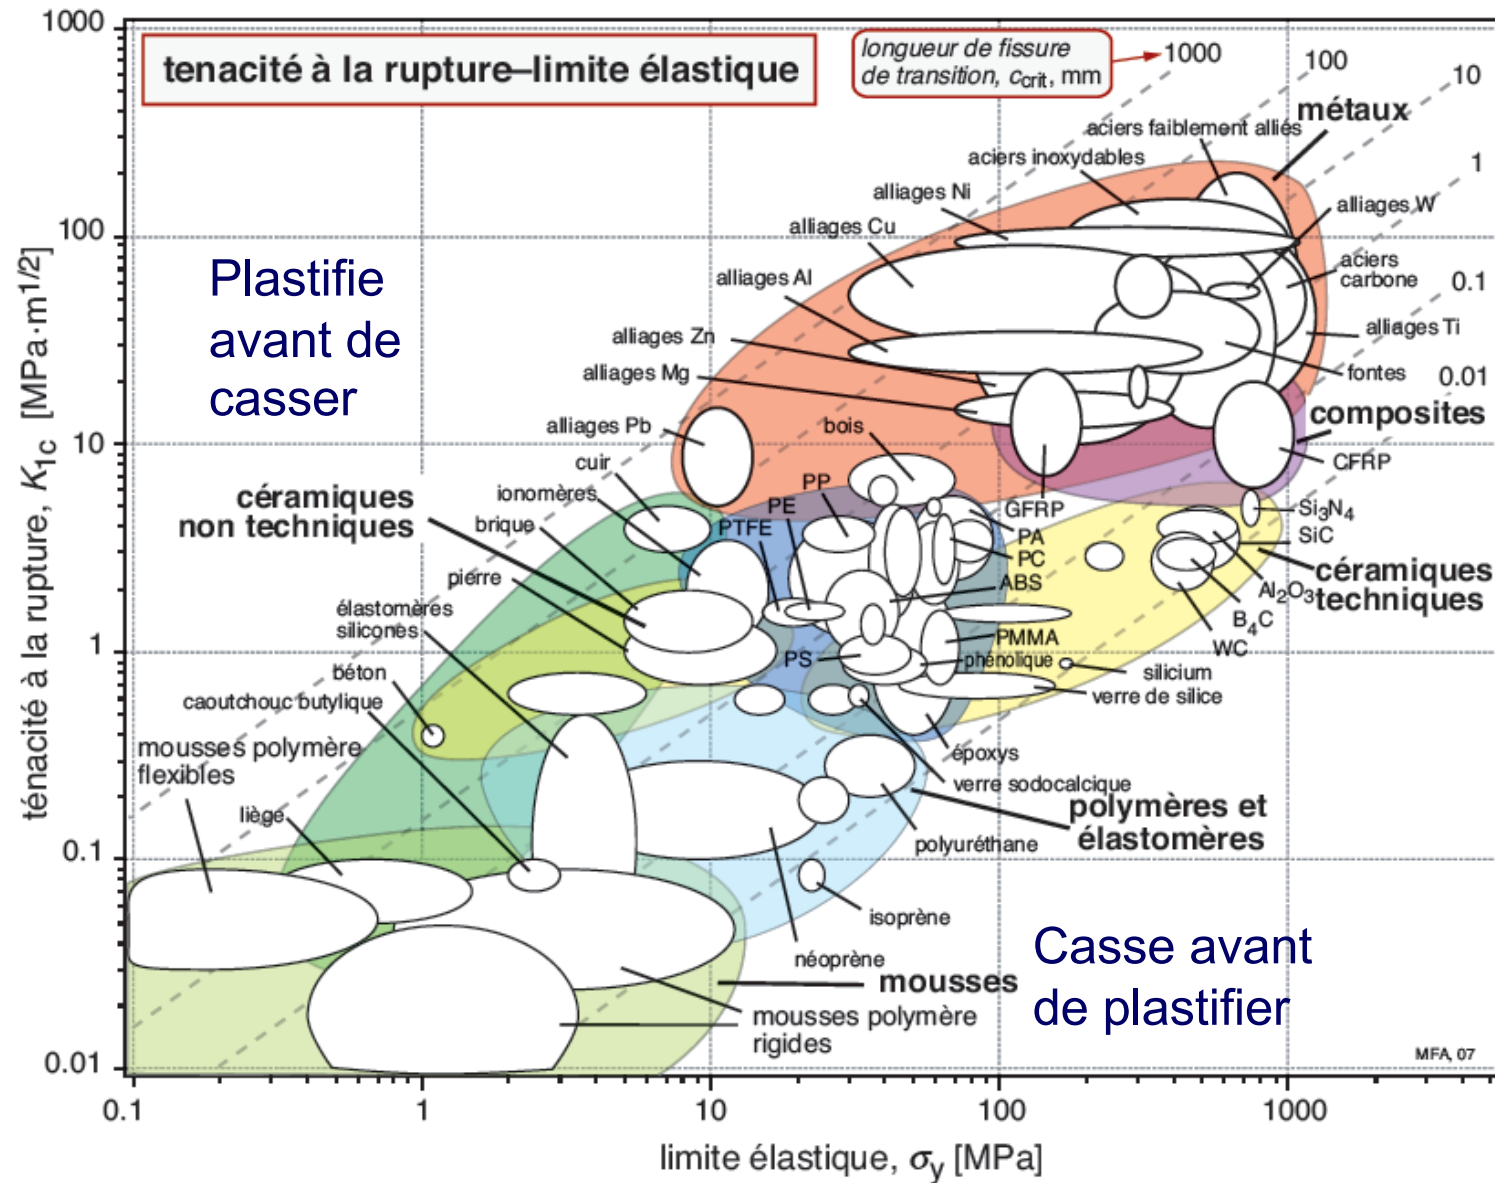 tenacité à la rupture–limite élastique
longueur de fissure
de transition, ccrit, mm
1000
100
10
1
0.1
0.01
1000
100
10
1
0.1
0.01
ténacité à la rupture, K1c [MPa·m1/2]
Plastifie
avant de
casser
métaux
aciers faiblement alliés
aciers inoxydables
alliages Ni
alliages W
alliages Cu
aciers
carbone
alliages Al
alliages Ti
alliages Zn
fontes
alliages Mg
composites
alliages Pb
bois
CFRP
cuir
céramiques
non techniques
ionomères
PP
PE
GFRP
Si3N4
brique
PTFE
PA
SiC
PC
pierre
ABS
céramiques
techniques
Al2O3
élastomères
silicones
B4C
PMMA
WC
PS
phénolique
silicium
béton
verre de silice
caoutchouc butylique
mousses polymère
flexibles
époxys
verre sodocalcique
liège
polymères et
élastomères
polyuréthane
isoprène
néoprène
Casse avant
de plastifier
mousses
mousses polymère
rigides
MFA, 07
0.1
1
10
100
1000
limite élastique, σy [MPa]